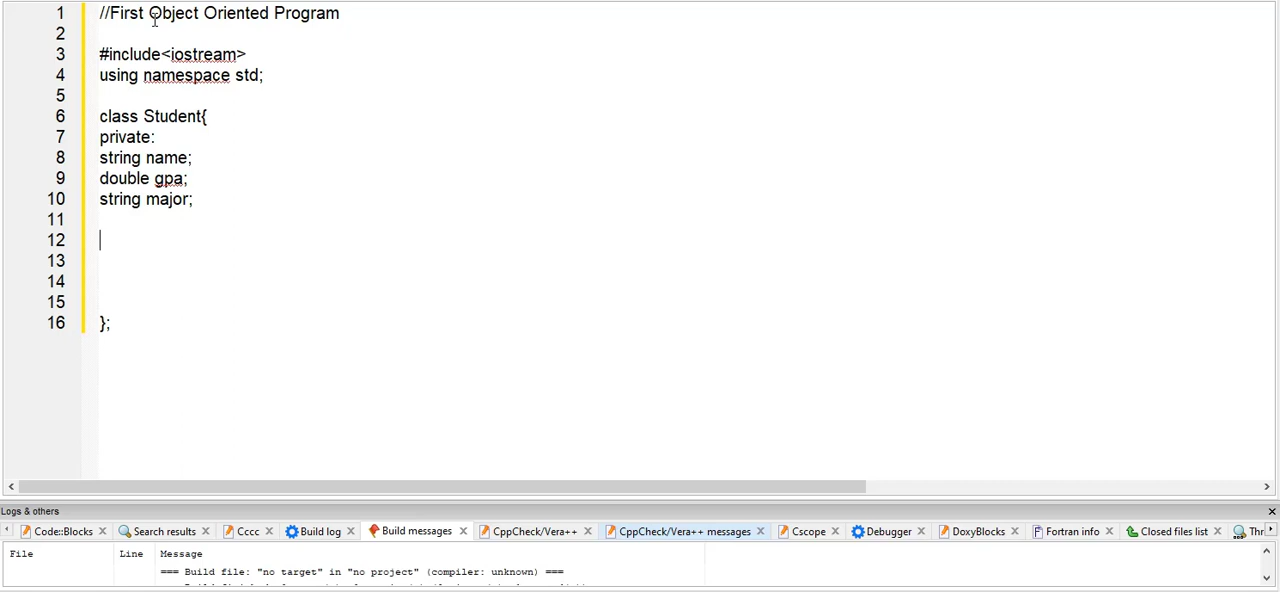 1 //First Object Oriented Program
2
3 #include<iostream>
4 using namespace std;
5
6 class Student{
7 private:
8 string name;
9 double gpa;
10 string major;
11
12
13
14
15
16 };
Logs & others
Code::Blocks Search results Cccc Build log Build messages CppCheck/Vera++ CppCheck/Vera++ messages Cscope Debugger DoxyBlocks Fortran info Closed files list Thr
File Line Message
=== Build file: "no target" in "no project" (compiler: unknown) ===